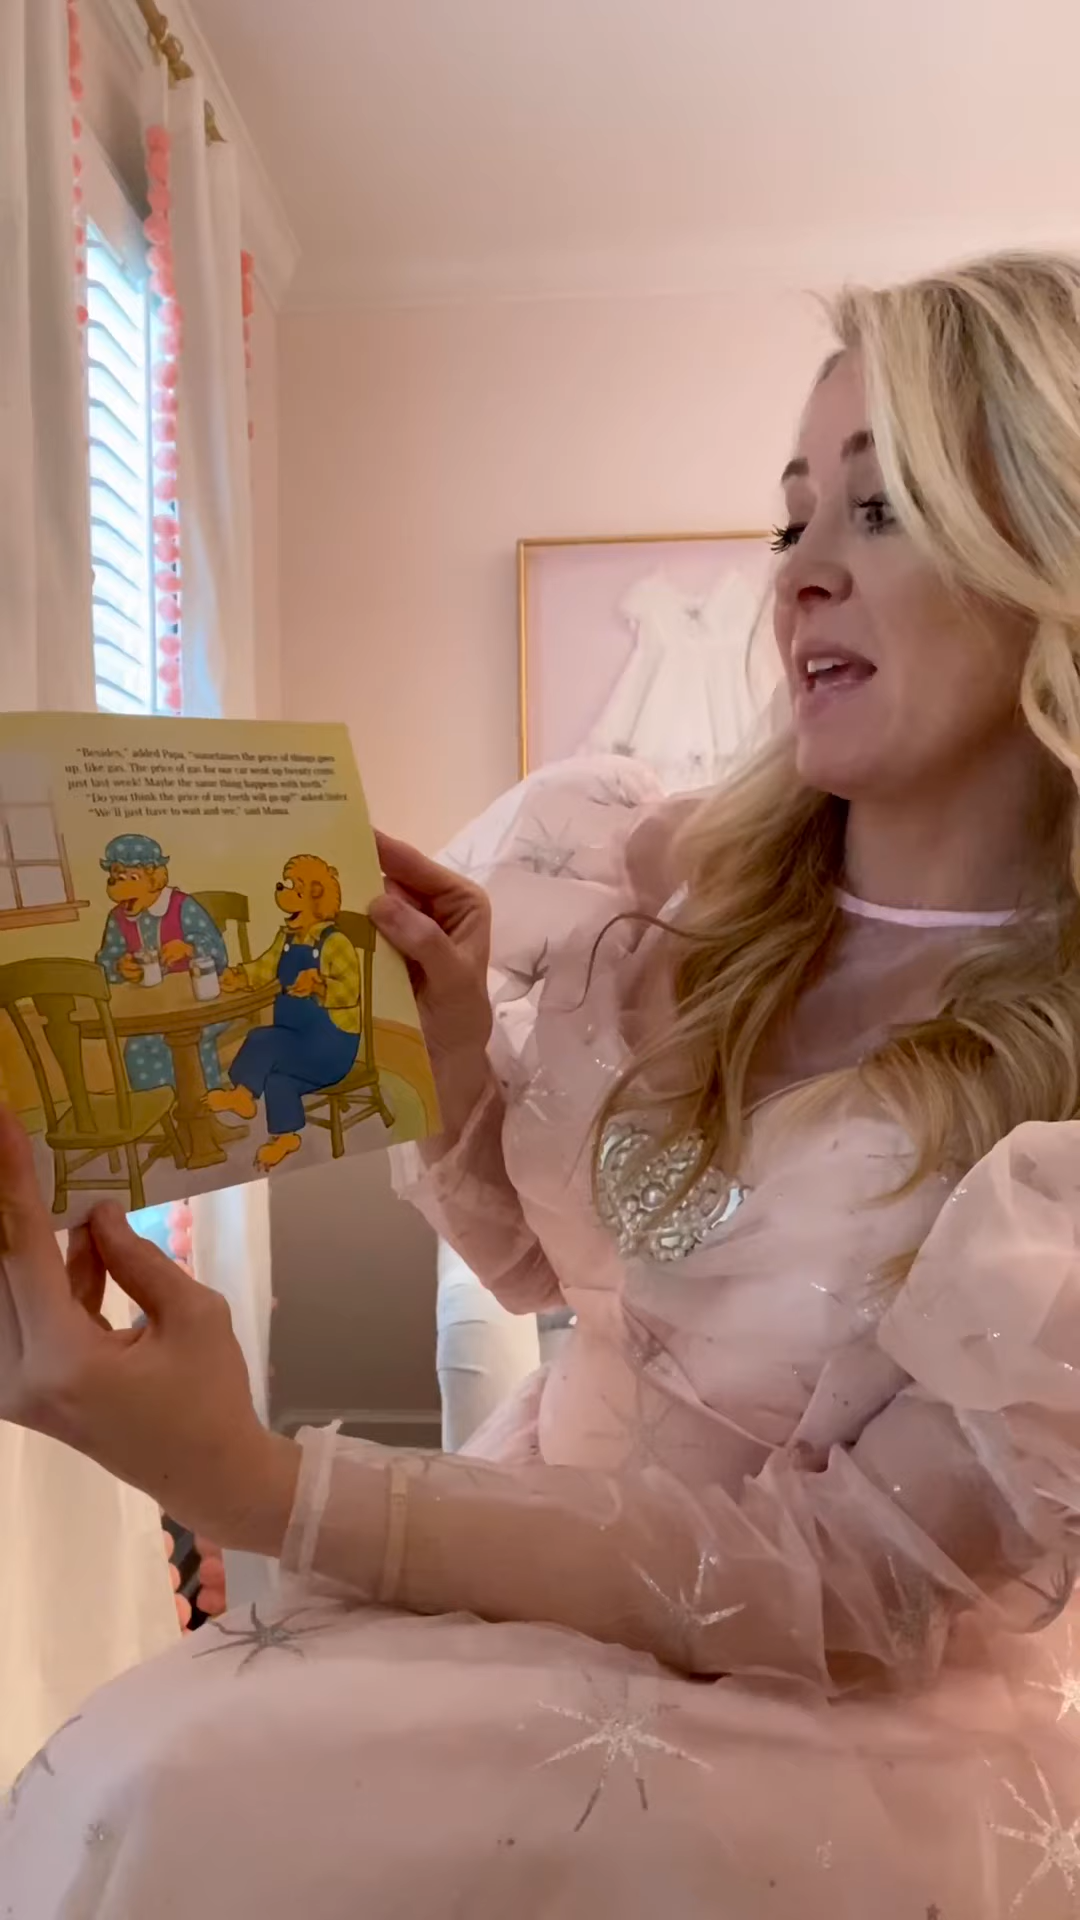 "Besides," added Papa, "sometimes the price of things goes
up, like gas. The price of gas for our car went up twenty cents
just last week! Maybe the same thing happens with teeth."
"Do you think the price of my teeth will go up?" asked Sister.
"We'll just have to wait and see," said Mama.